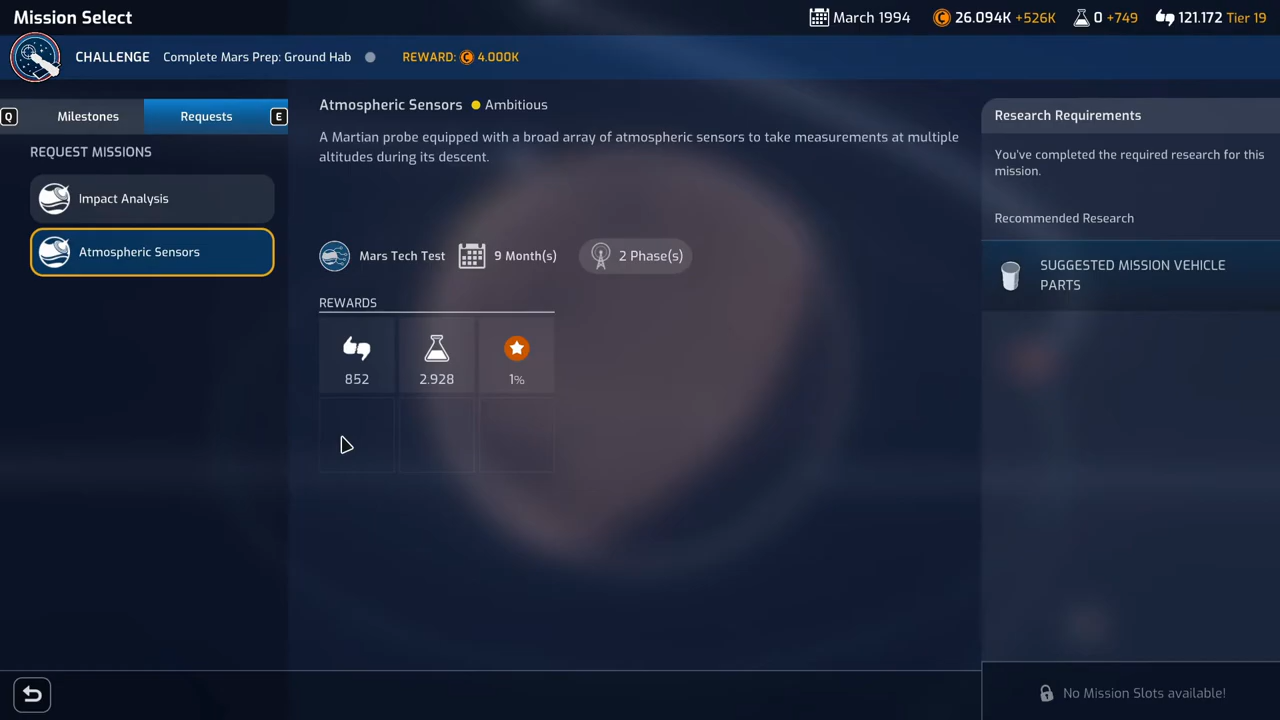 Mission Select
March 1994
26.094K +526K
0 +749
121.172 Tier 19
CHALLENGE
Complete Mars Prep: Ground Hab
REWARD: C 4.000K
Q
Milestones
Requests
E
REQUEST MISSIONS
Impact Analysis
Atmospheric Sensors
Atmospheric Sensors
Ambitious
A Martian probe equipped with a broad array of atmospheric sensors to take measurements at multiple
altitudes during its descent.
Mars Tech Test
9 Month(s)
2 Phase(s)
REWARDS
852
2.928
1%
Research Requirements
You've completed the required research for this
mission.
Recommended Research
SUGGESTED MISSION VEHICLE
PARTS
No Mission Slots available!